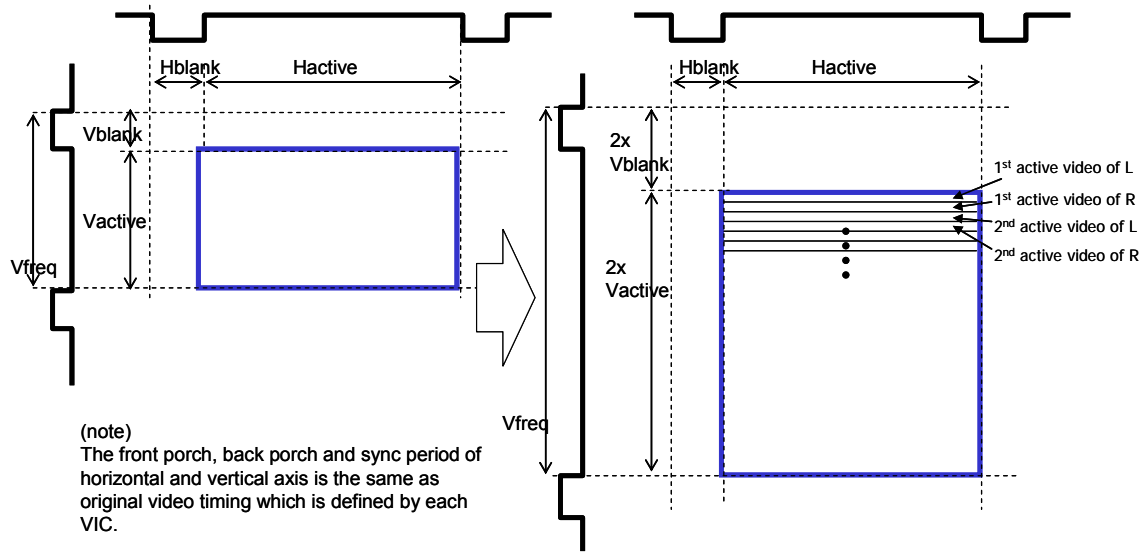 Hblank
Hactive
Vblank
Vactive
Vfreq
(note)
The front porch, back porch and sync period of
horizontal and vertical axis is the same as
original video timing which is defined by each
VIC.
Hblank
Hactive
2x
Vblank
2x
Vactive
Vfreq
1st active video of L
1st active video of R
2nd active video of L
2nd active video of R